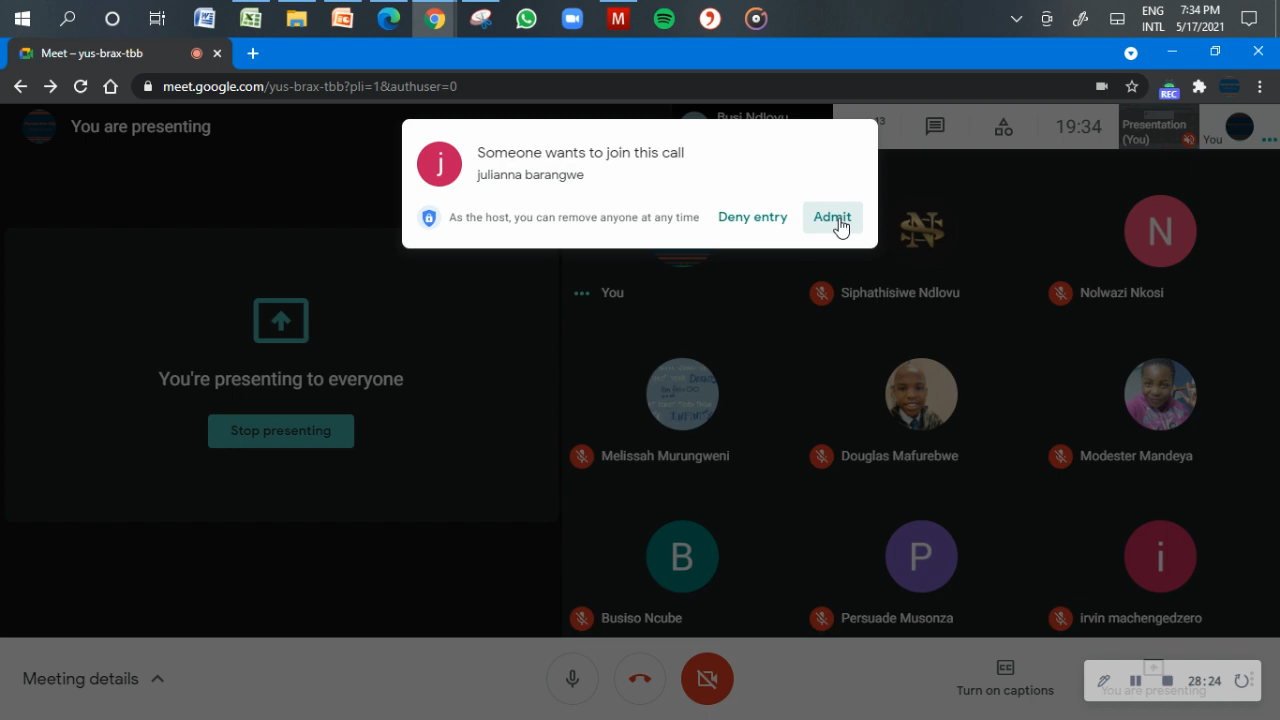 ENG
INTL
7:34 PM
5/17/2021
Meet – yus-brax-tbb
meet.google.com/yus-brax-tbb?pli=1&authuser=0
REC
You are presenting
Busi Ndlovu
13
19:34
Presentation
(You)
You
j
Someone wants to join this call
julianna barangwe
As the host, you can remove anyone at any time
Deny entry
Admit
N
You
Siphathisiwe Ndlovu
Nolwazi Nkosi
You're presenting to everyone
Stop presenting
Melissah Murungweni
Douglas Mafurebwe
Modester Mandeya
B
P
i
Busiso Ncube
Persuade Musonza
irvin machengedzero
Meeting details
CC
Turn on captions
You are presenting
28:24